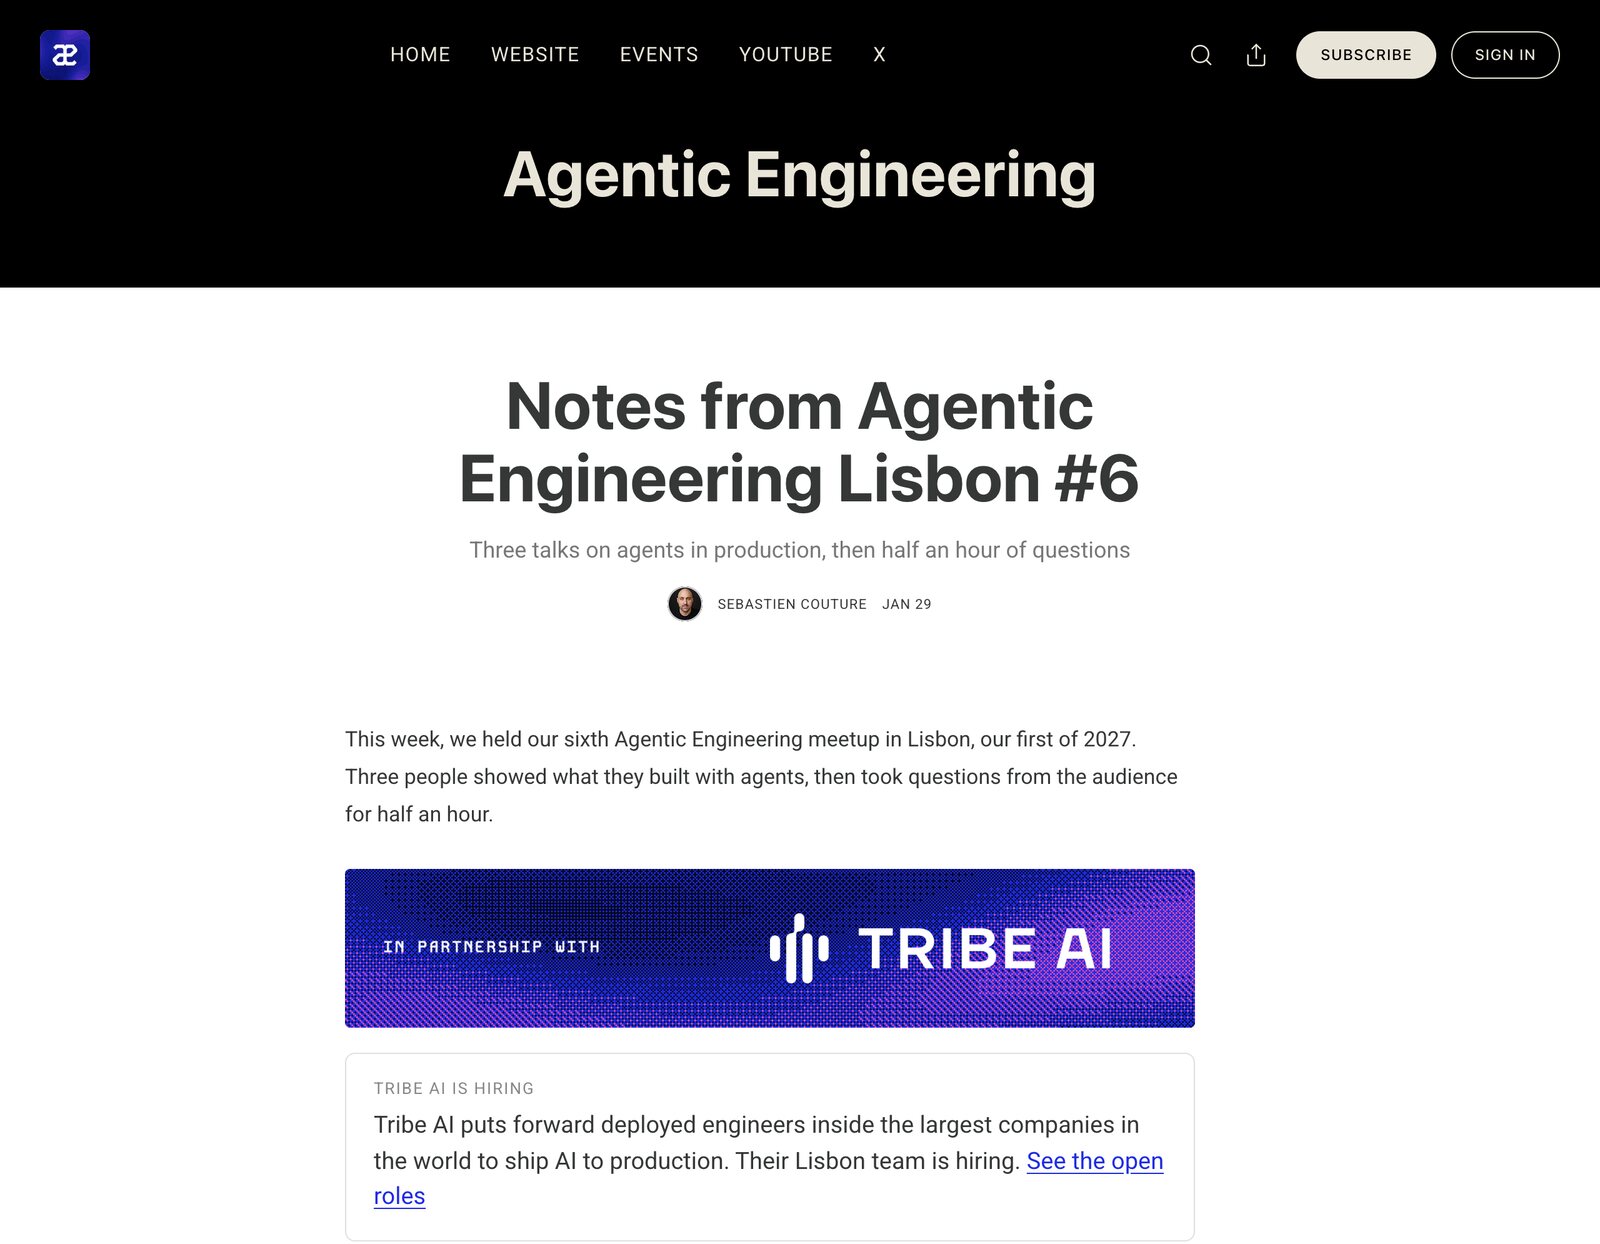 æ
HOME WEBSITE EVENTS YOUTUBE X
SUBSCRIBE SIGN IN
Agentic Engineering
Notes from Agentic
Engineering Lisbon #6
Three talks on agents in production, then half an hour of questions
SEBASTIEN COUTURE JAN 29
This week, we held our sixth Agentic Engineering meetup in Lisbon, our first of 2027.
Three people showed what they built with agents, then took questions from the audience
for half an hour.
IN PARTNERSHIP WITH TRIBE AI
TRIBE AI IS HIRING
Tribe AI puts forward deployed engineers inside the largest companies in
the world to ship AI to production. Their Lisbon team is hiring. See the open
roles